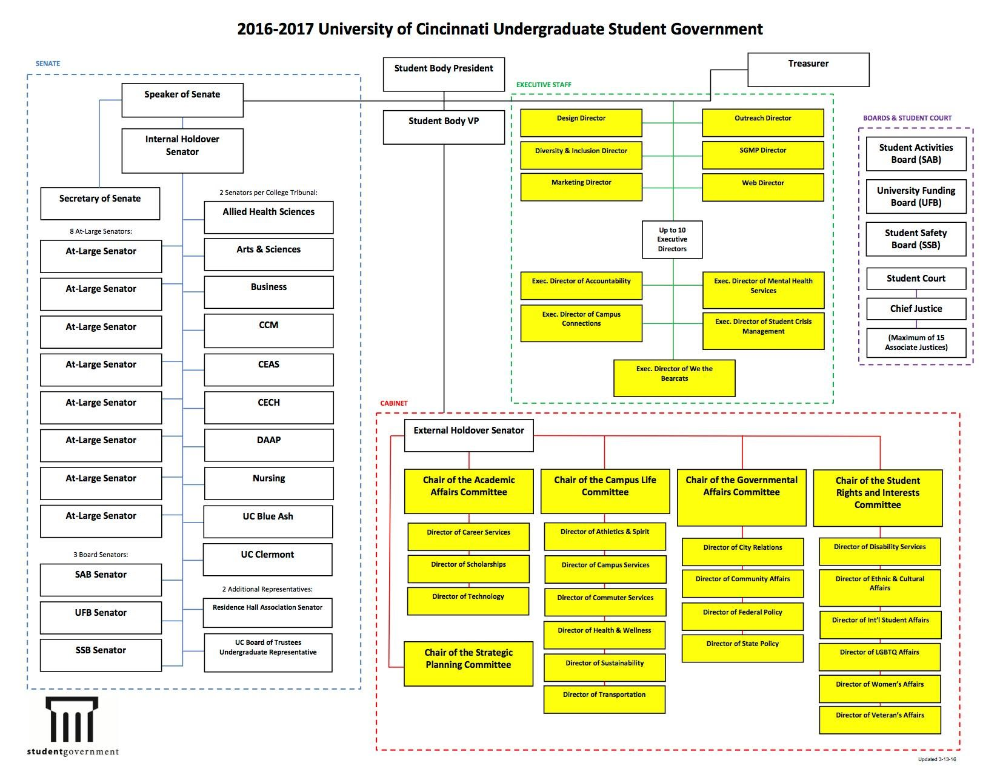 2016-2017 University of Cincinnati Undergraduate Student Government
SENATE
Speaker of Senate
Internal Holdover
Senator
Secretary of Senate
8 At-Large Senators:
At-Large Senator
At-Large Senator
At-Large Senator
At-Large Senator
At-Large Senator
At-Large Senator
At-Large Senator
At-Large Senator
3 Board Senators:
SAB Senator
UFB Senator
SSB Senator
2 Senators per College Tribunal:
Allied Health Sciences
Arts & Sciences
Business
CCM
CEAS
CECH
DAAP
Nursing
UC Blue Ash
UC Clermont
2 Additional Representatives:
Residence Hall Association Senator
UC Board of Trustees
Undergraduate Representative
Student Body President
Student Body VP
Treasurer
EXECUTIVE STAFF
Design Director
Outreach Director
Diversity & Inclusion Director
SGMP Director
Marketing Director
Web Director
Up to 10
Executive
Directors
Exec. Director of Accountability
Exec. Director of Mental Health
Services
Exec. Director of Campus
Connections
Exec. Director of Student Crisis
Management
Exec. Director of We the
Bearcats
BOARDS & STUDENT COURT
Student Activities
Board (SAB)
University Funding
Board (UFB)
Student Safety
Board (SSB)
Student Court
Chief Justice
(Maximum of 15
Associate Justices)
CABINET
External Holdover Senator
Chair of the Academic
Affairs Committee
Director of Career Services
Director of Scholarships
Director of Technology
Chair of the Strategic
Planning Committee
Chair of the Campus Life
Committee
Director of Athletics & Spirit
Director of Campus Services
Director of Commuter Services
Director of Health & Wellness
Director of Sustainability
Director of Transportation
Chair of the Governmental
Affairs Committee
Director of City Relations
Director of Community Affairs
Director of Federal Policy
Director of State Policy
Chair of the Student
Rights and Interests
Committee
Director of Disability Services
Director of Ethnic & Cultural
Affairs
Director of Int'l Student Affairs
Director of LGBTQ Affairs
Director of Women's Affairs
Director of Veteran's Affairs
studentgovernment
Updated 3-13-16